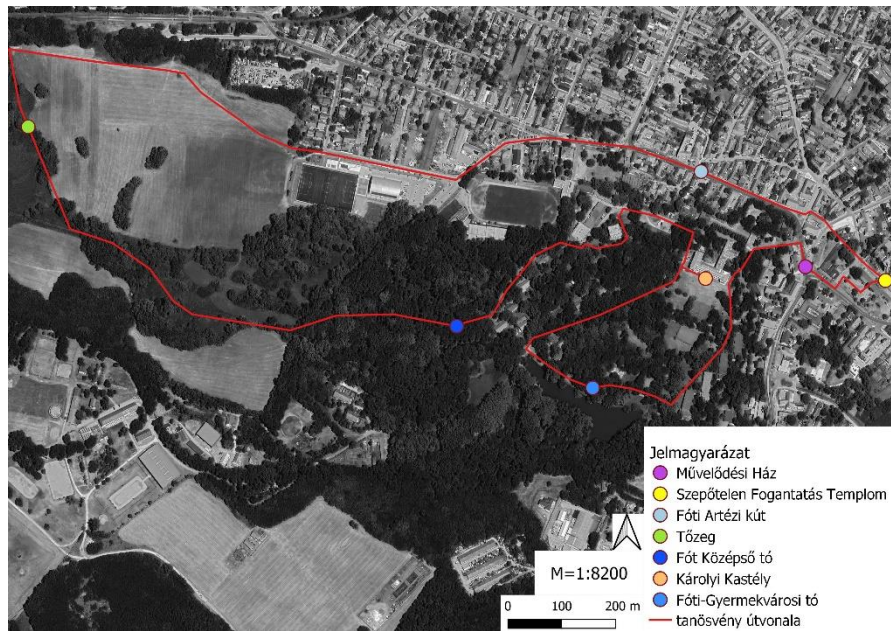 Jelmagyarázat
Művelődési Ház
Szepőtelen Fogantatás Templom
Fóti Artézi kút
Tőzeg
Fót Középső tó
Károlyi Kastély
Fóti-Gyermekvárosi tó
tanösvény útvonala
M=1:8200
0 100 200 m